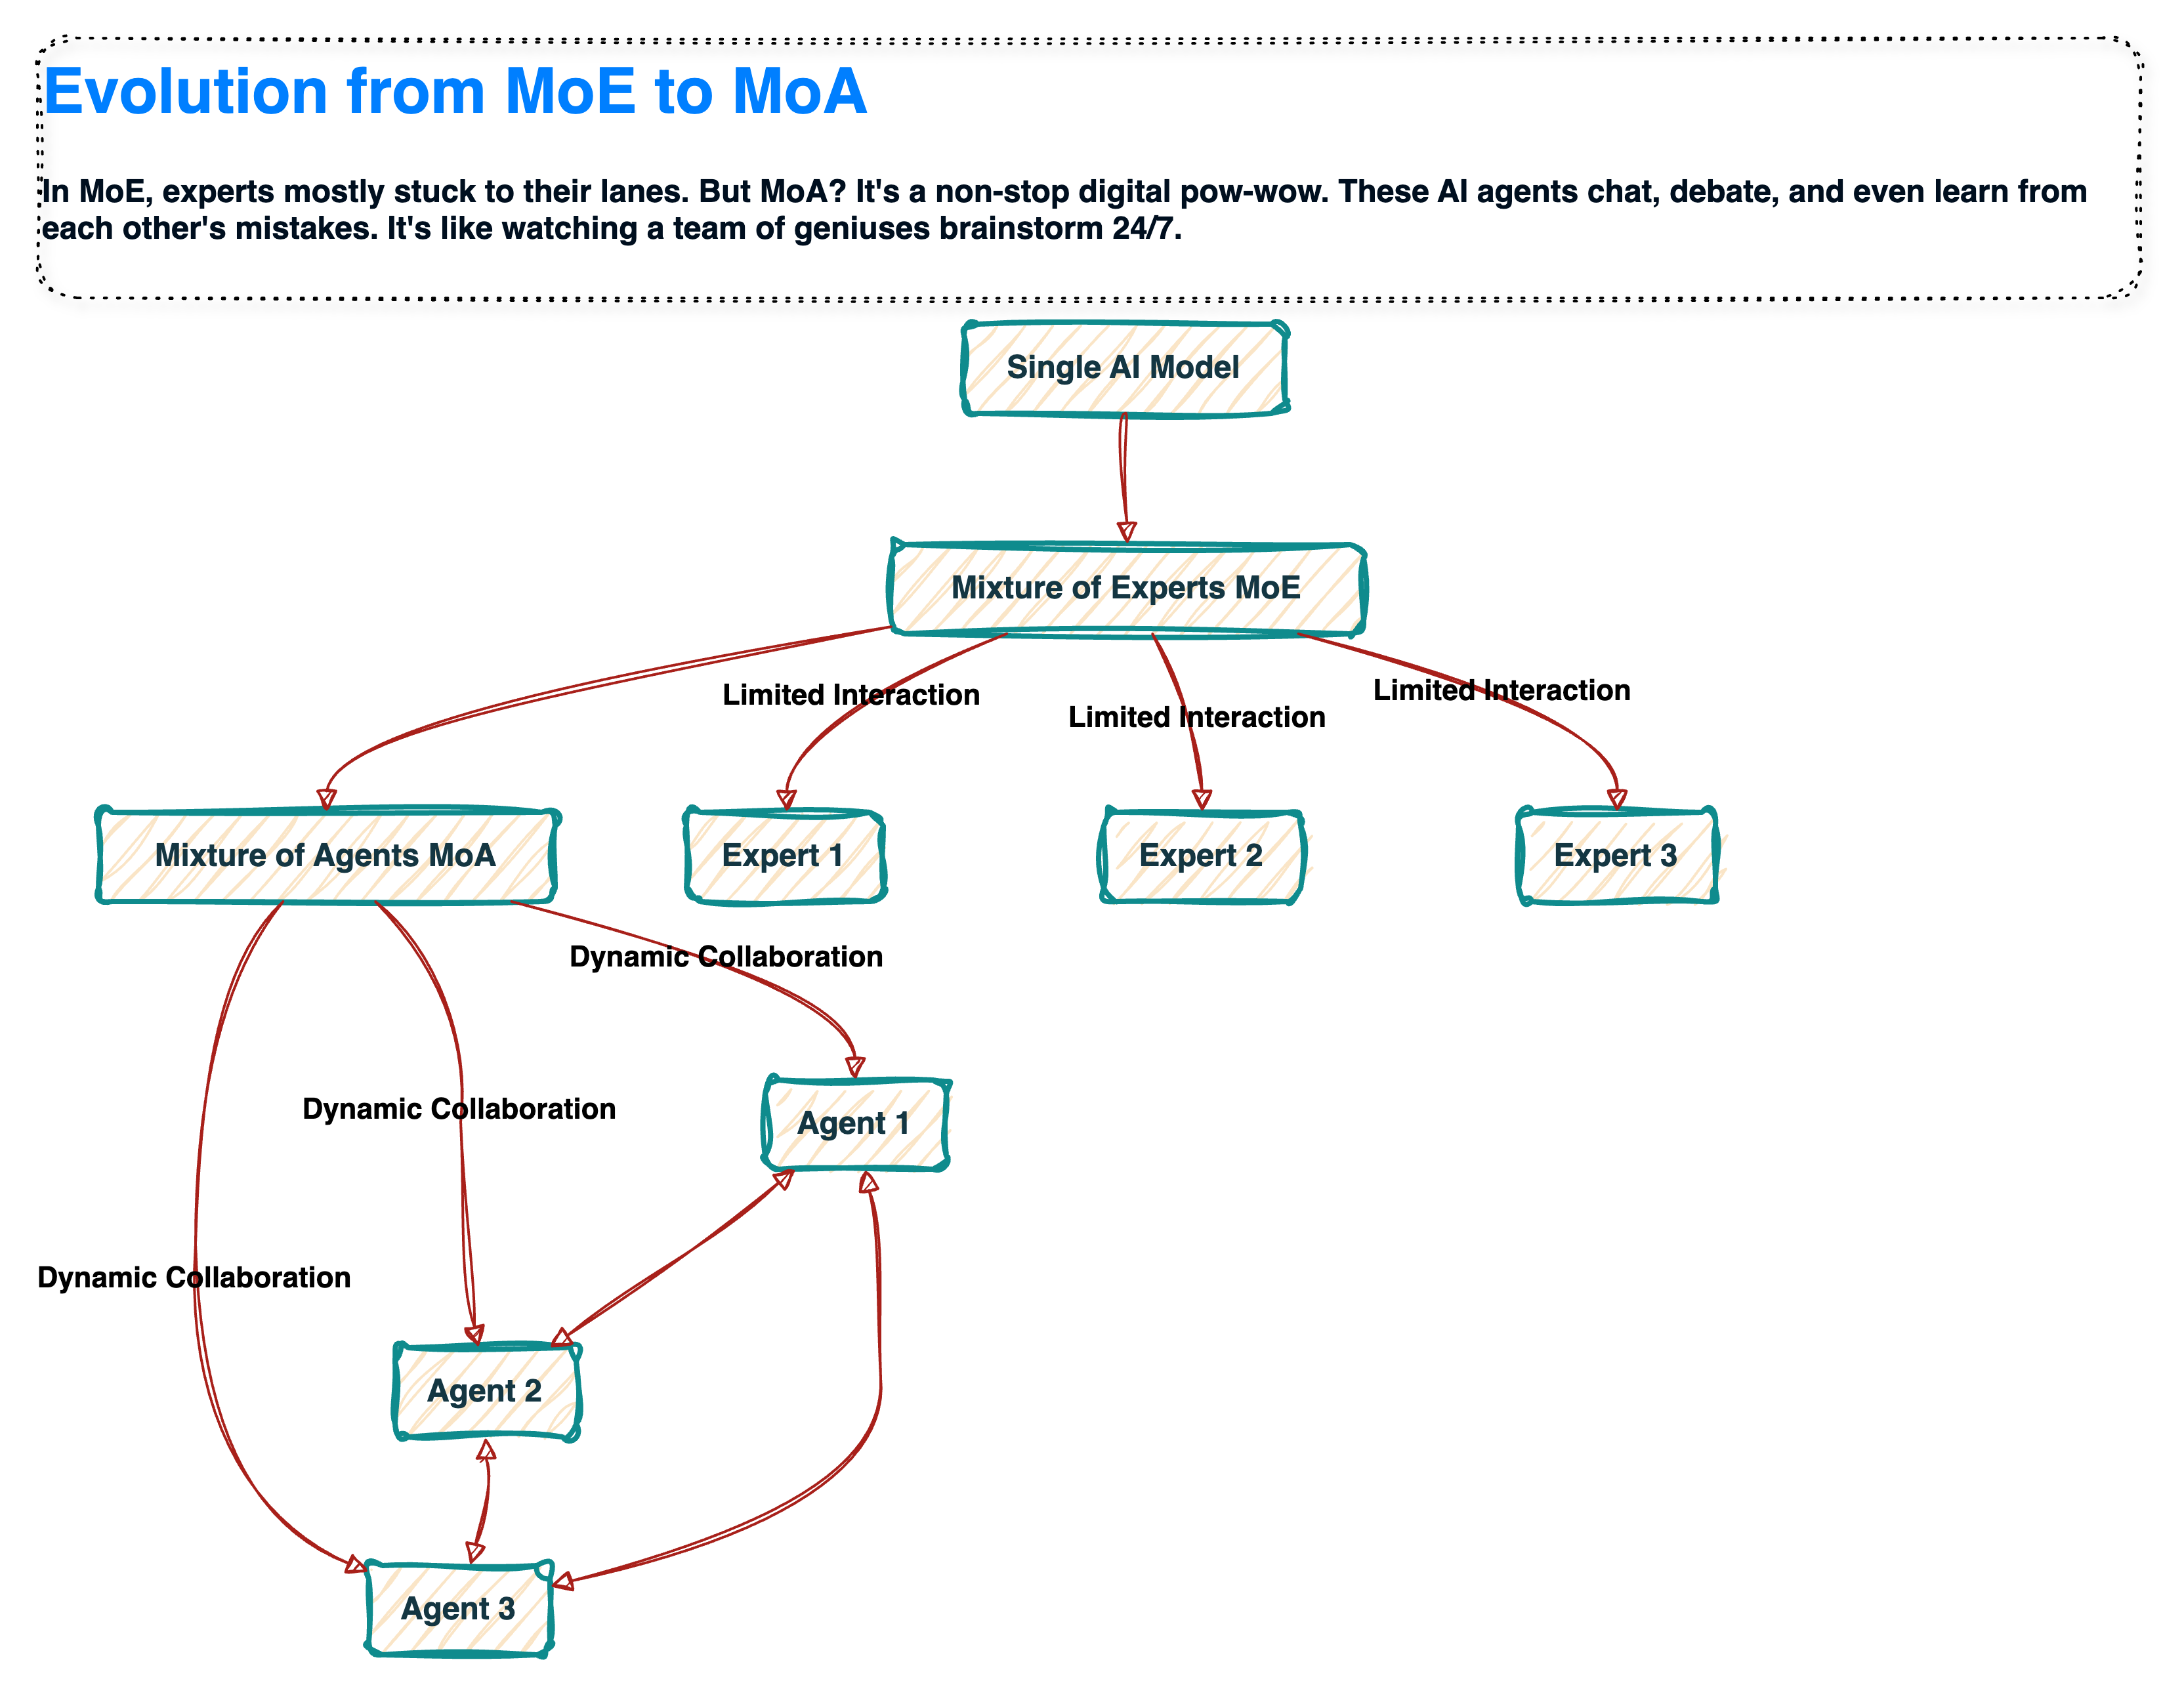 Evolution from MoE to MoA
In MoE, experts mostly stuck to their lanes. But MoA? It's a non-stop digital pow-wow. These AI agents chat, debate, and even learn from
each other's mistakes. It's like watching a team of geniuses brainstorm 24/7.
Single AI Model
Mixture of Experts MoE
Limited Interaction
Limited Interaction
Limited Interaction
Mixture of Agents MoA
Expert 1
Expert 2
Expert 3
Dynamic Collaboration
Dynamic Collaboration
Agent 1
Dynamic Collaboration
Agent 2
Agent 3